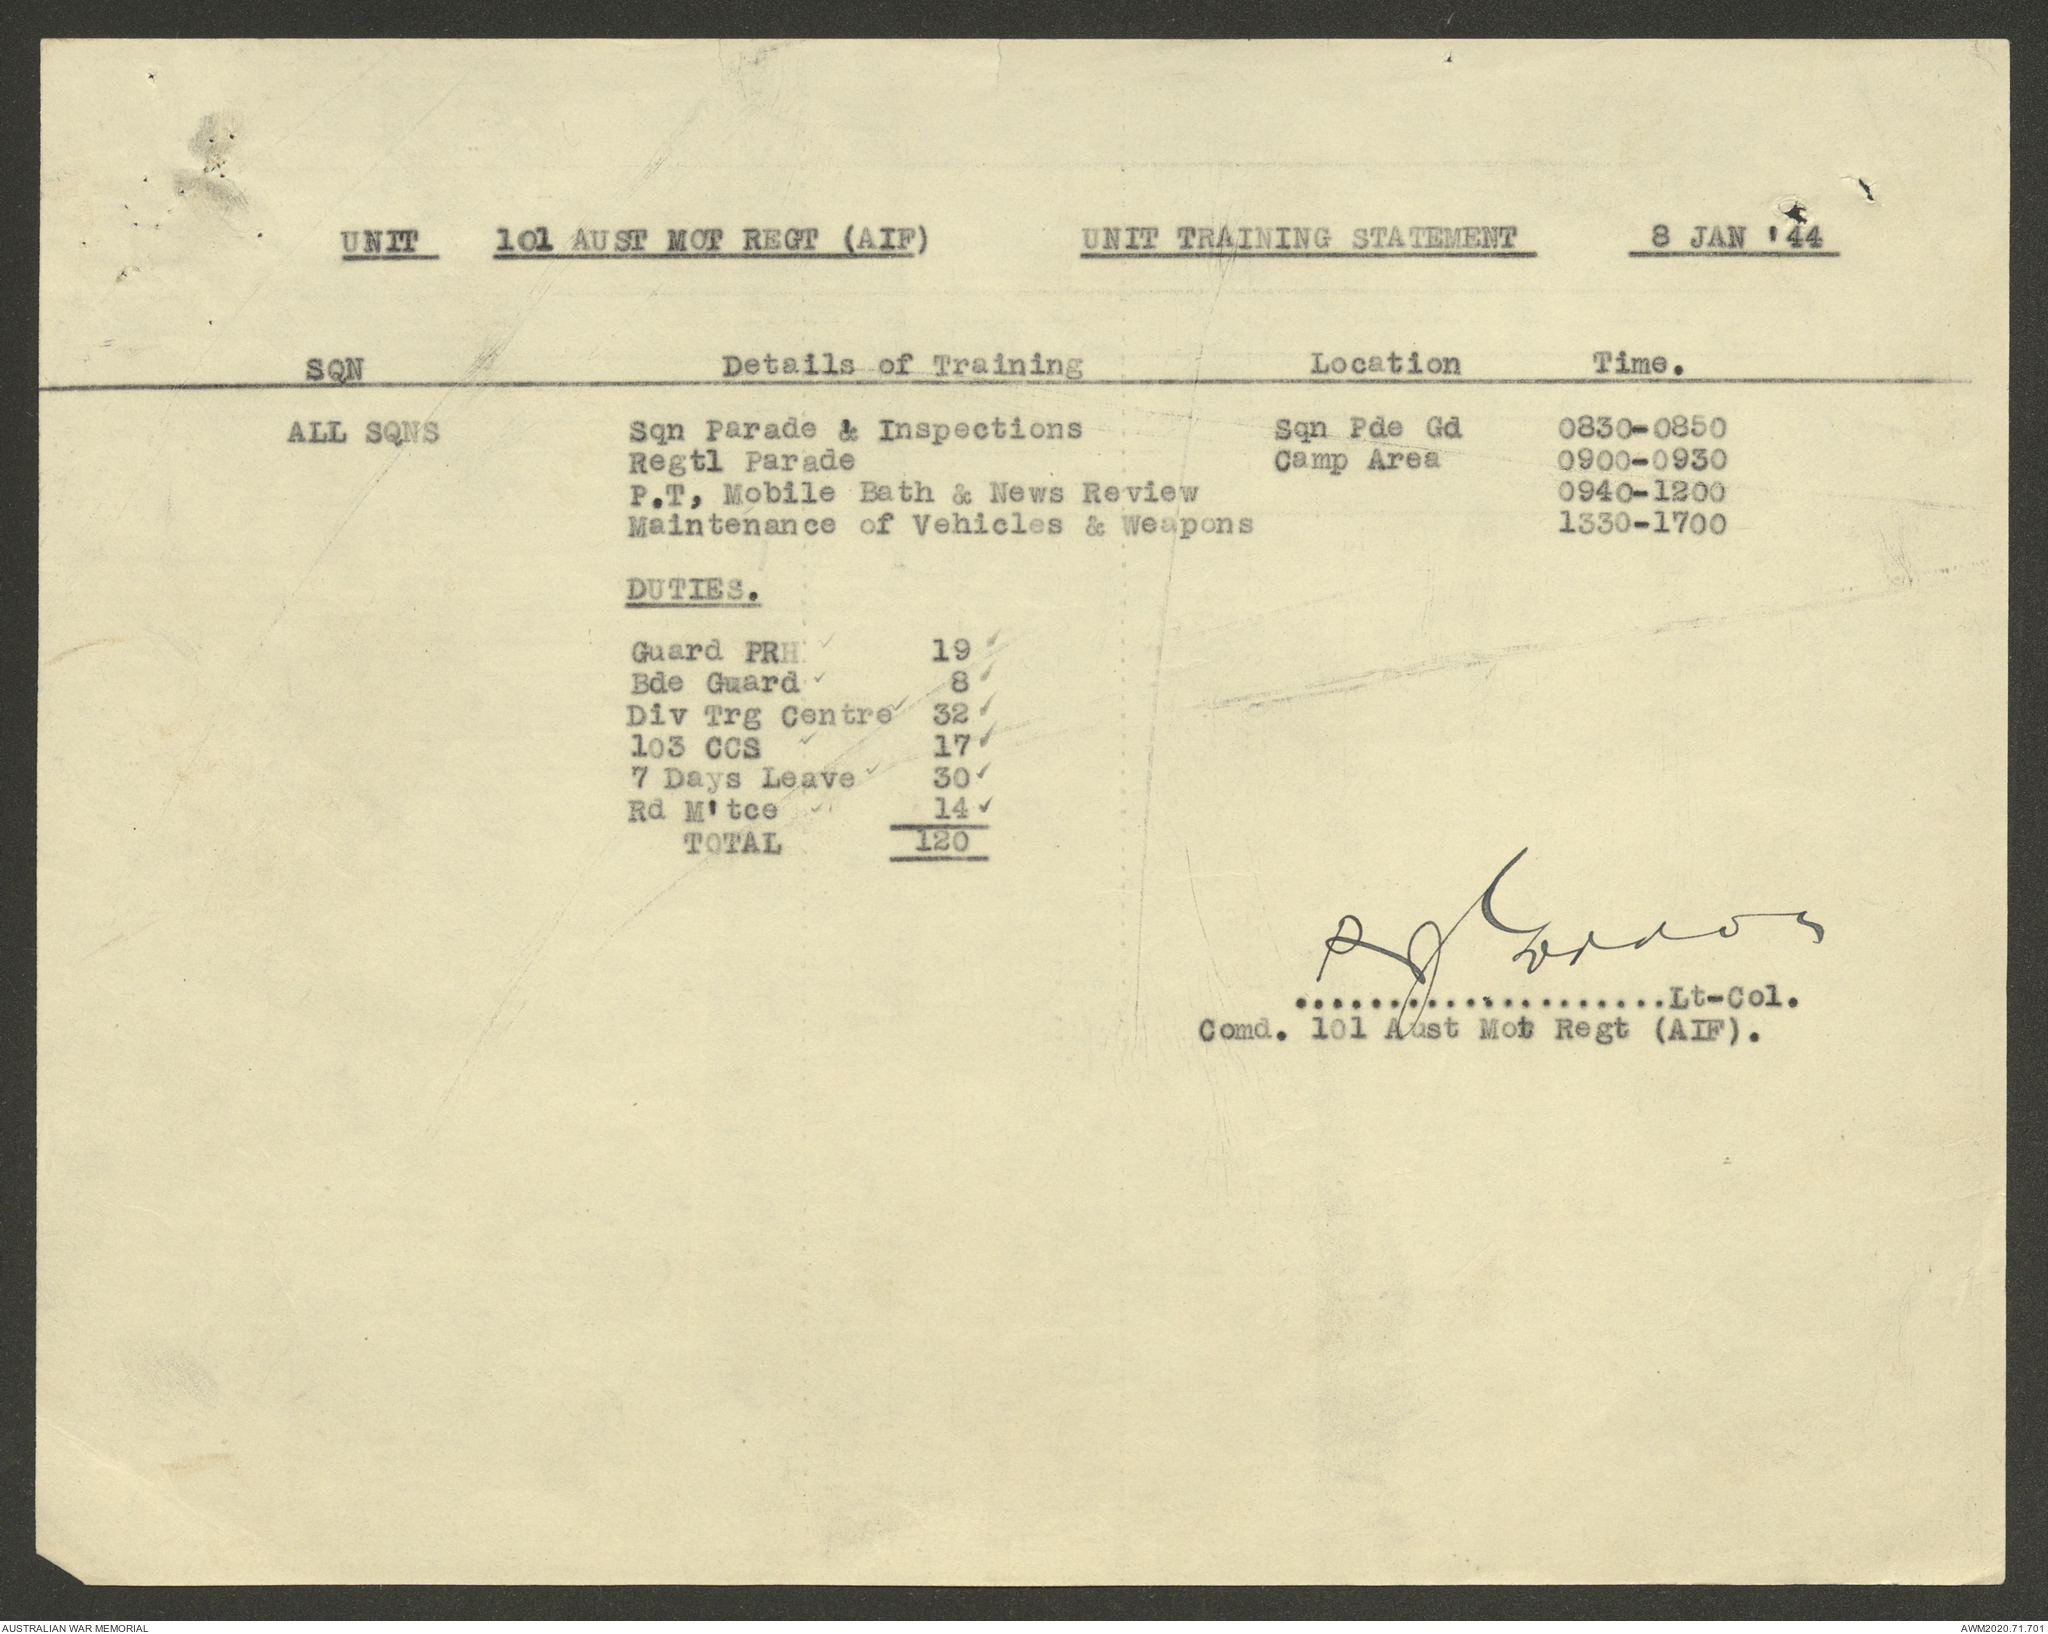 UNIT 101 AUST MOT REGT (AIF) UNIT TRAINING STATEMENT 8 JAN '44
SQN Details of Training Location Time.
ALL SQNS Sqn Parade & Inspections Sqn Pde Gd 0830-0850
Regtl Parade Camp Area 0900-0930
P.T, Mobile Bath & News Review 0940-1200
Maintenance of Vehicles & Weapons 1330-1700
DUTIES.
Guard PRH 19
Bde Guard 8
Div Trg Centre 32
103 CCS 17
7 Days Leave 30
Rd M'tce 14
TOTAL 120
....................Lt-Col.
Comd. 101 Aust Mot Regt (AIF).
AUSTRALIAN WAR MEMORIAL AWM2020.71.701